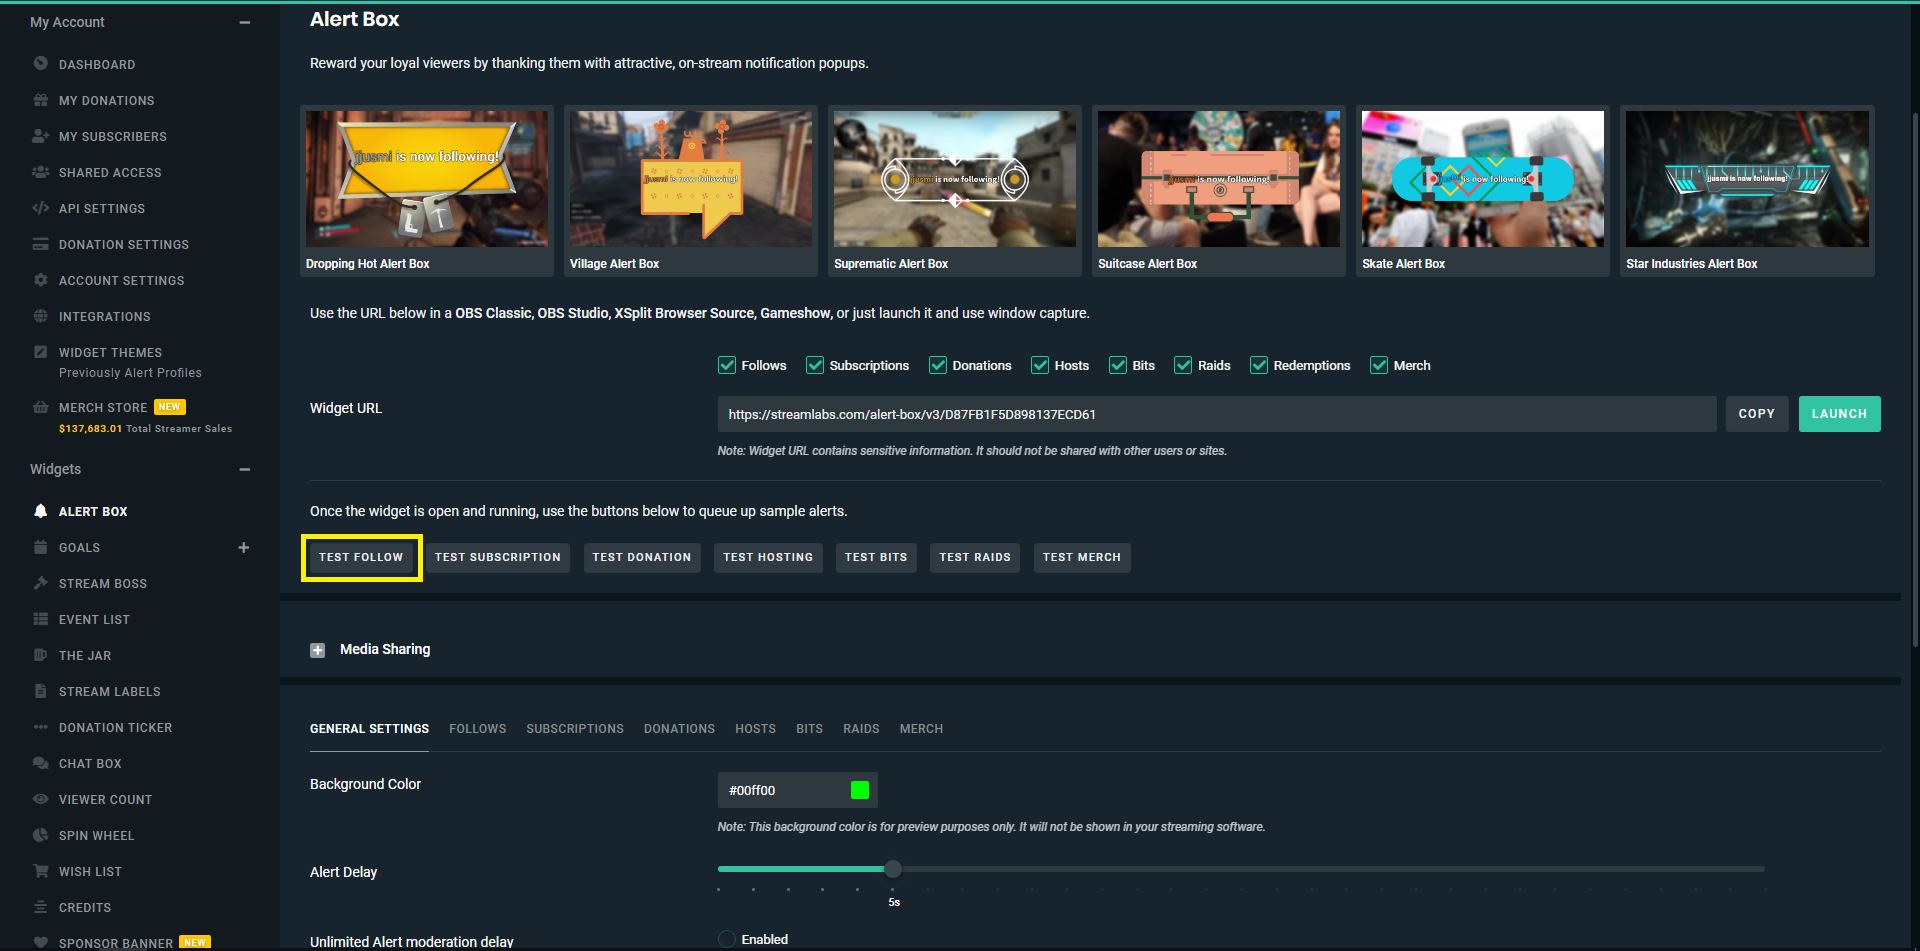 My Account
DASHBOARD
MY DONATIONS
MY SUBSCRIBERS
SHARED ACCESS
API SETTINGS
DONATION SETTINGS
ACCOUNT SETTINGS
INTEGRATIONS
WIDGET THEMES
Previously Alert Profiles
MERCH STORE NEW
$137,683.01 Total Streamer Sales
Widgets
ALERT BOX
GOALS
STREAM BOSS
EVENT LIST
THE JAR
STREAM LABELS
DONATION TICKER
CHAT BOX
VIEWER COUNT
SPIN WHEEL
WISH LIST
CREDITS
SPONSOR BANNER NEW
Alert Box
Reward your loyal viewers by thanking them with attractive, on-stream notification popups.
jjusmi is now following!
jjusmi is now following!
jjusmi is now following!
jjusmi is now following!
jjusmi is now following!
jjusmi is now following!
Dropping Hot Alert Box
Village Alert Box
Suprematic Alert Box
Suitcase Alert Box
Skate Alert Box
Star Industries Alert Box
Use the URL below in a OBS Classic, OBS Studio, XSplit Browser Source, Gameshow, or just launch it and use window capture.
Follows Subscriptions Donations Hosts Bits Raids Redemptions Merch
Widget URL
https://streamlabs.com/alert-box/v3/D87FB1F5D898137ECD61
COPY
LAUNCH
Note: Widget URL contains sensitive information. It should not be shared with other users or sites.
Once the widget is open and running, use the buttons below to queue up sample alerts.
TEST FOLLOW TEST SUBSCRIPTION TEST DONATION TEST HOSTING TEST BITS TEST RAIDS TEST MERCH
Media Sharing
GENERAL SETTINGS FOLLOWS SUBSCRIPTIONS DONATIONS HOSTS BITS RAIDS MERCH
Background Color
#00ff00
Note: This background color is for preview purposes only. It will not be shown in your streaming software.
Alert Delay
5s
Unlimited Alert moderation delay
Enabled